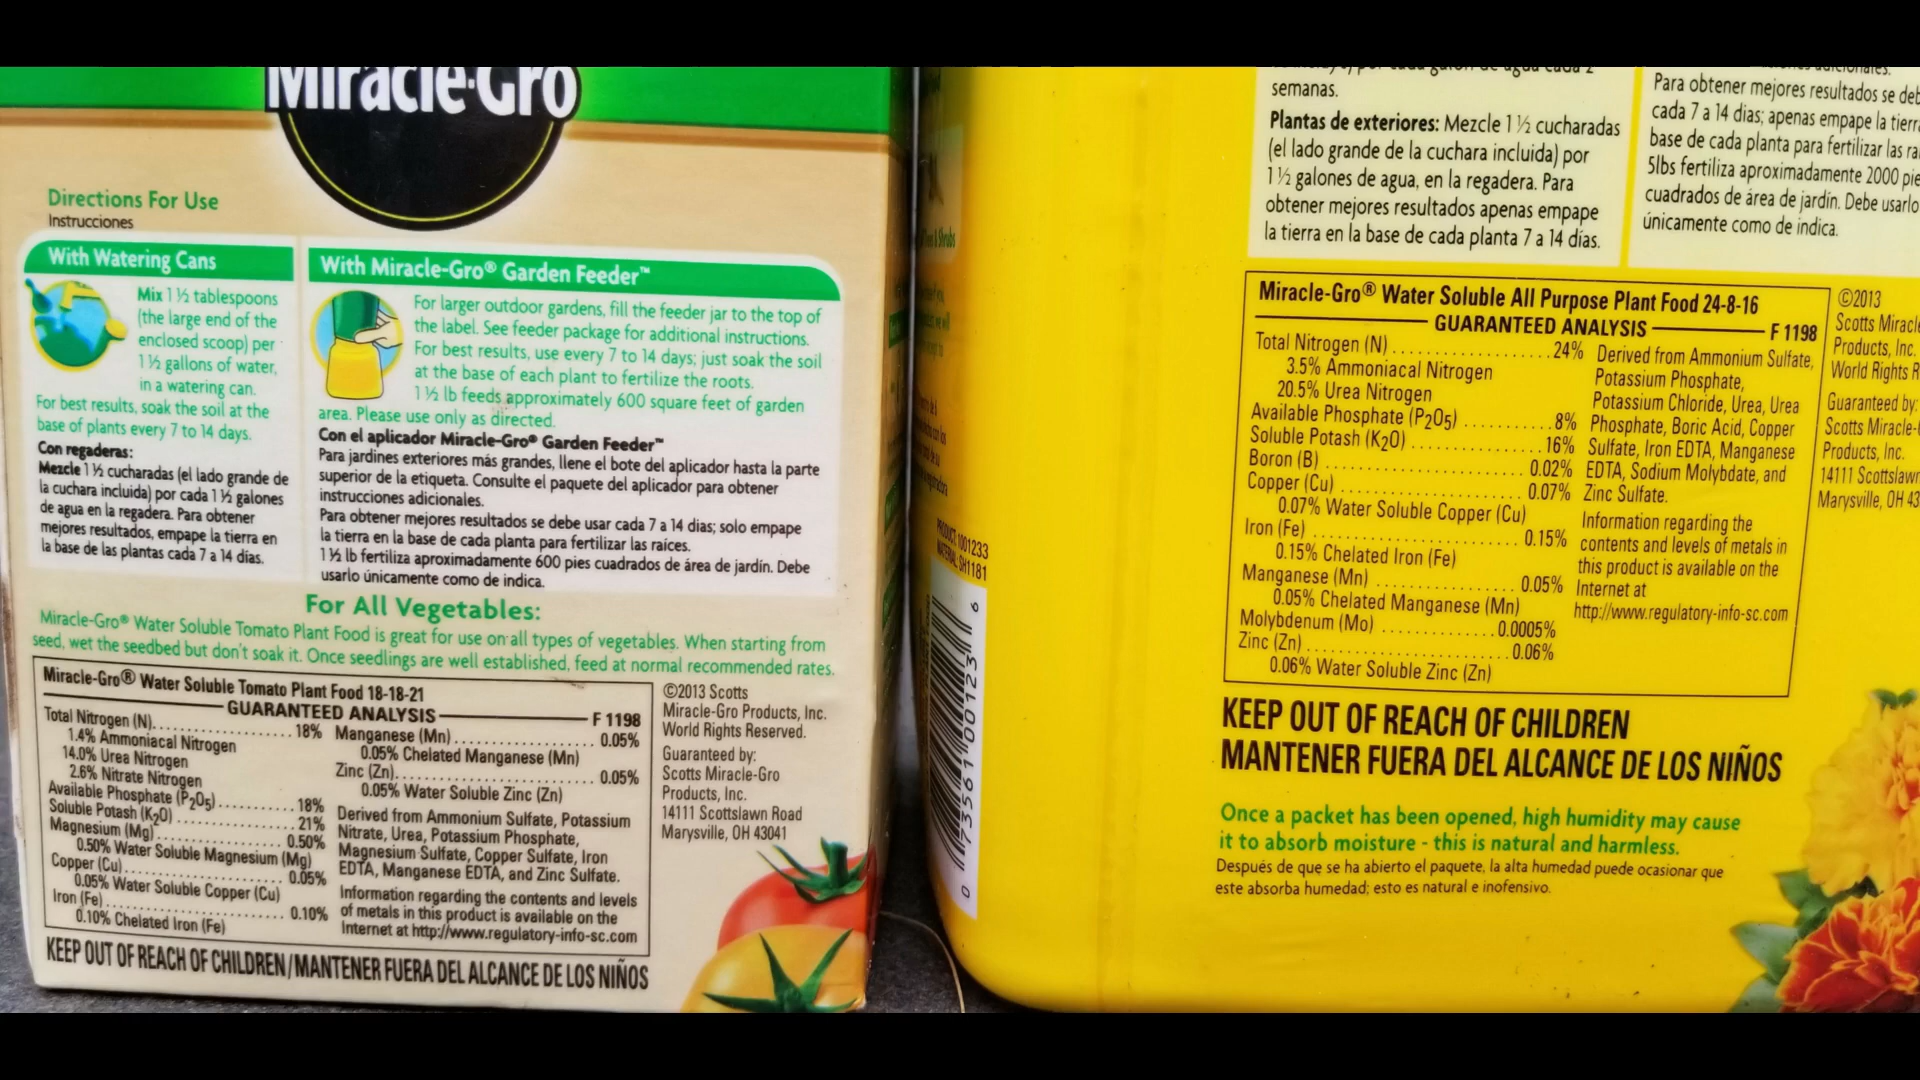 Miracle-Gro
Directions For Use
Instrucciones
With Watering Cans
Mix 1 ½ tablespoons
(the large end of the
enclosed scoop) per
1 ½ gallons of water,
in a watering can.
For best results, soak the soil at the
base of plants every 7 to 14 days.
Con regaderas:
Mezcle 1 ½ cucharadas (el lado grande de
la cuchara incluida) por cada 1 ½ galones
de agua en la regadera. Para obtener
mejores resultados, empape la tierra en
la base de las plantas cada 7 a 14 días.
With Miracle-Gro® Garden Feeder™
For larger outdoor gardens, fill the feeder jar to the top of
the label. See feeder package for additional instructions.
For best results, use every 7 to 14 days; just soak the soil
at the base of each plant to fertilize the roots.
1 ½ lb feeds approximately 600 square feet of garden
area. Please use only as directed.
Con el aplicador Miracle-Gro® Garden Feeder™
Para jardines exteriores más grandes, llene el bote del aplicador hasta la parte
superior de la etiqueta. Consulte el paquete del aplicador para obtener
instrucciones adicionales.
Para obtener mejores resultados se debe usar cada 7 a 14 días; solo empape
la tierra en la base de cada planta para fertilizar las raíces.
1 ½ lb fertiliza aproximadamente 600 pies cuadrados de área de jardín. Debe
usarlo únicamente como de indica.
For All Vegetables:
Miracle-Gro® Water Soluble Tomato Plant Food is great for use on all types of vegetables. When starting from
seed, wet the seedbed but don't soak it. Once seedlings are well established, feed at normal recommended rates.
Miracle-Gro® Water Soluble Tomato Plant Food 18-18-21
GUARANTEED ANALYSIS
F 1198
Total Nitrogen (N) 18%
1.4% Ammoniacal Nitrogen
14.0% Urea Nitrogen
2.6% Nitrate Nitrogen
Available Phosphate (P2O5) 18%
Soluble Potash (K2O) 21%
Magnesium (Mg) 0.50%
0.50% Water Soluble Magnesium (Mg)
Copper (Cu) 0.05%
0.05% Water Soluble Copper (Cu)
Iron (Fe) 0.10%
0.10% Chelated Iron (Fe)
Manganese (Mn) 0.05%
0.05% Chelated Manganese (Mn)
Zinc (Zn) 0.05%
0.05% Water Soluble Zinc (Zn)
Derived from Ammonium Sulfate, Potassium
Nitrate, Urea, Potassium Phosphate,
Magnesium Sulfate, Copper Sulfate, Iron
EDTA, Manganese EDTA, and Zinc Sulfate.
Information regarding the contents and levels
of metals in this product is available on the
Internet at http://www.regulatory-info-sc.com
©2013 Scotts
Miracle-Gro Products, Inc.
World Rights Reserved.
Guaranteed by:
Scotts Miracle-Gro
Products, Inc.
14111 Scottslawn Road
Marysville, OH 43041
KEEP OUT OF REACH OF CHILDREN/MANTENER FUERA DEL ALCANCE DE LOS NIÑOS
PRODUCT 1001233
MATERIAL SH1181
0 73561 00123 6
semanas.
Plantas de exteriores: Mezcle 1 ½ cucharadas
(el lado grande de la cuchara incluida) por
1 ½ galones de agua, en la regadera. Para
obtener mejores resultados apenas empape
la tierra en la base de cada planta 7 a 14 días.
Para obtener mejores resultados se deb
cada 7 a 14 días; apenas empape la tierra
base de cada planta para fertilizar las ra
5lbs fertiliza aproximadamente 2000 pie
cuadrados de área de jardín. Debe usarlo
únicamente como de indica.
Miracle-Gro® Water Soluble All Purpose Plant Food 24-8-16
GUARANTEED ANALYSIS
F 1198
Total Nitrogen (N) 24%
3.5% Ammoniacal Nitrogen
20.5% Urea Nitrogen
Available Phosphate (P2O5) 8%
Soluble Potash (K2O) 16%
Boron (B) 0.02%
Copper (Cu) 0.07%
0.07% Water Soluble Copper (Cu)
Iron (Fe) 0.15%
0.15% Chelated Iron (Fe)
Manganese (Mn) 0.05%
0.05% Chelated Manganese (Mn)
Molybdenum (Mo) 0.0005%
Zinc (Zn) 0.06%
0.06% Water Soluble Zinc (Zn)
Derived from Ammonium Sulfate,
Potassium Phosphate,
Potassium Chloride, Urea, Urea
Phosphate, Boric Acid, Copper
Sulfate, Iron EDTA, Manganese
EDTA, Sodium Molybdate, and
Zinc Sulfate.
Information regarding the
contents and levels of metals in
this product is available on the
Internet at
http://www.regulatory-info-sc.com
©2013
Scotts Miracle
Products, Inc.
World Rights R
Guaranteed by:
Scotts Miracle-
Products, Inc.
14111 Scottslawn
Marysville, OH 43
KEEP OUT OF REACH OF CHILDREN
MANTENER FUERA DEL ALCANCE DE LOS NIÑOS
Once a packet has been opened, high humidity may cause
it to absorb moisture - this is natural and harmless.
Después de que se ha abierto el paquete, la alta humedad puede ocasionar que
este absorba humedad; esto es natural e inofensivo.